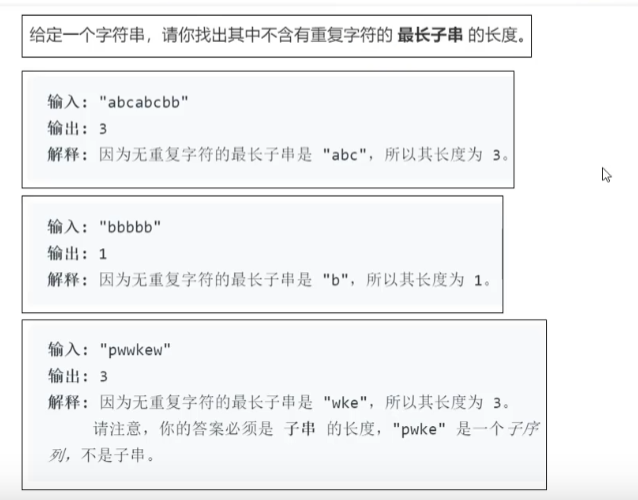 给定一个字符串，请你找出其中不含有重复字符的 最长子串 的长度。
输入: "abcabcbb"
输出: 3
解释: 因为无重复字符的最长子串是 "abc"，所以其长度为 3。
输入: "bbbbb"
输出: 1
解释: 因为无重复字符的最长子串是 "b"，所以其长度为 1。
输入: "pwwkew"
输出: 3
解释: 因为无重复字符的最长子串是 "wke"，所以其长度为 3。
请注意，你的答案必须是 子串 的长度，"pwke" 是一个子序
列，不是子串。